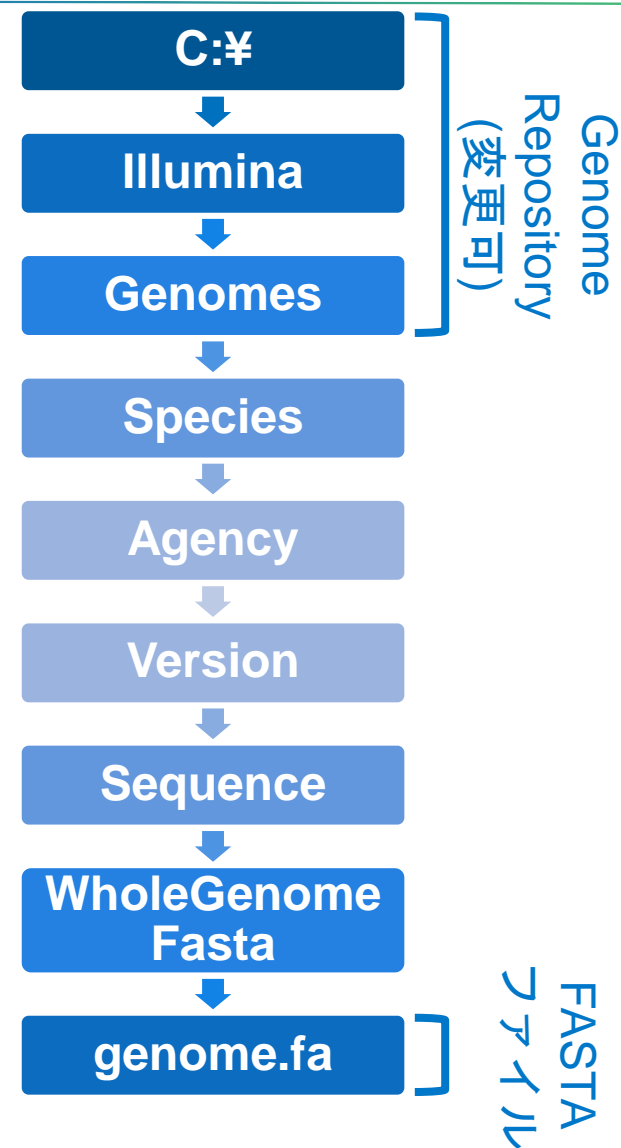 C:¥
Illumina
Genomes
Species
Agency
Version
Sequence
WholeGenome
Fasta
genome.fa
Genome
Repository
(変更可)
FASTA
ファイル